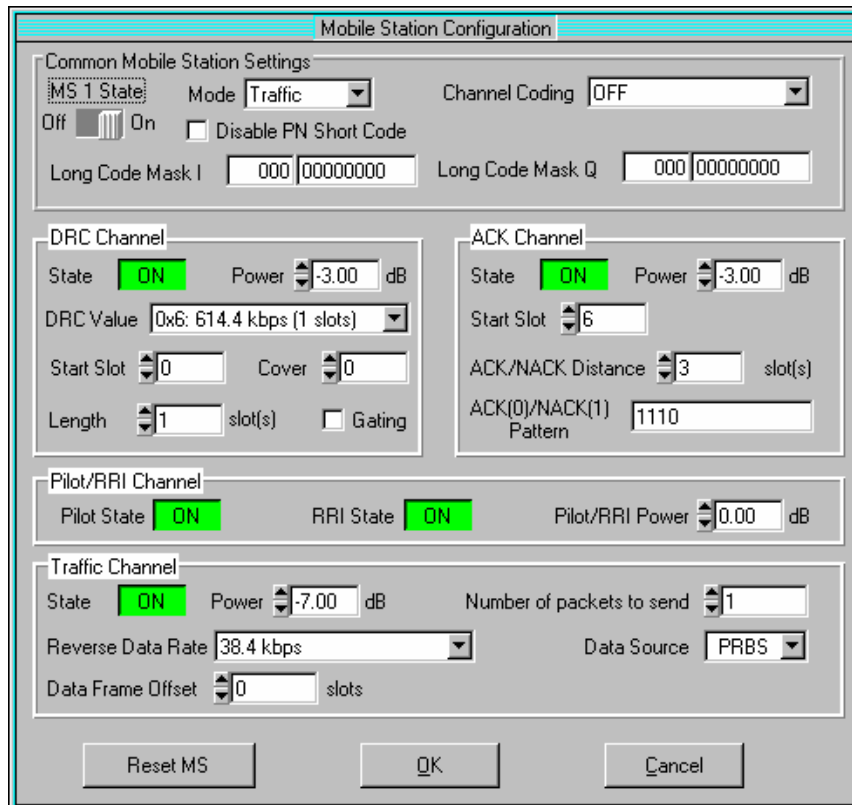 Mobile Station Configuration
Common Mobile Station Settings
MS 1 State
Mode Traffic
Channel Coding OFF
Off On
Disable PN Short Code
Long Code Mask I 000 00000000
Long Code Mask Q 000 00000000
DRC Channel
State ON Power -3.00 dB
DRC Value 0x6: 614.4 kbps (1 slots)
Start Slot 0 Cover 0
Length 1 slot(s) Gating
ACK Channel
State ON Power -3.00 dB
Start Slot 6
ACK/NACK Distance 3 slot(s)
ACK(0)/NACK(1)
Pattern
1110
Pilot/RRI Channel
Pilot State ON RRI State ON Pilot/RRI Power 0.00 dB
Traffic Channel
State ON Power -7.00 dB Number of packets to send 1
Reverse Data Rate 38.4 kbps Data Source PRBS
Data Frame Offset 0 slots
Reset MS OK Cancel